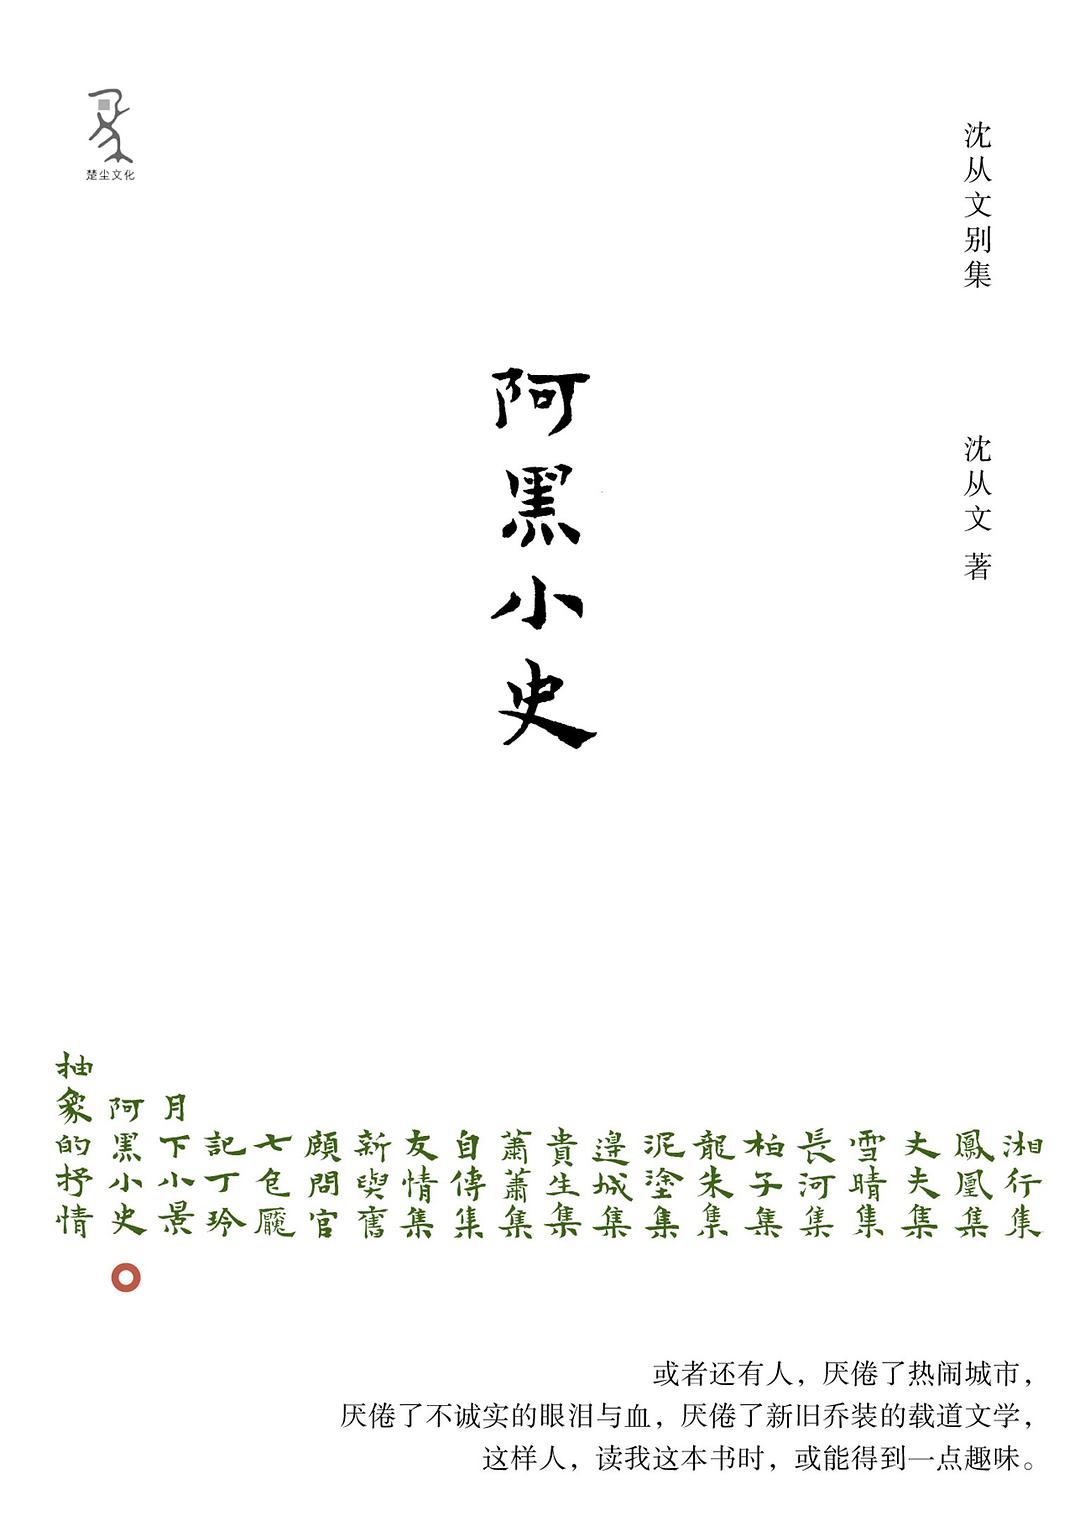 楚尘文化
沈从文别集
沈从文 著
阿黑小史
湘行集
鳳凰集
丈夫集
雪晴集
長河集
柏子集
龍朱集
泥塗集
邊城集
貴生集
蕭蕭集
自傳集
友情集
新與舊
顧問官
七色魘
記丁玲
月下小景
阿黑小史
抽象的抒情
或者还有人，厌倦了热闹城市，
厌倦了不诚实的眼泪与血，厌倦了新旧乔装的载道文学，
这样人，读我这本书时，或能得到一点趣味。